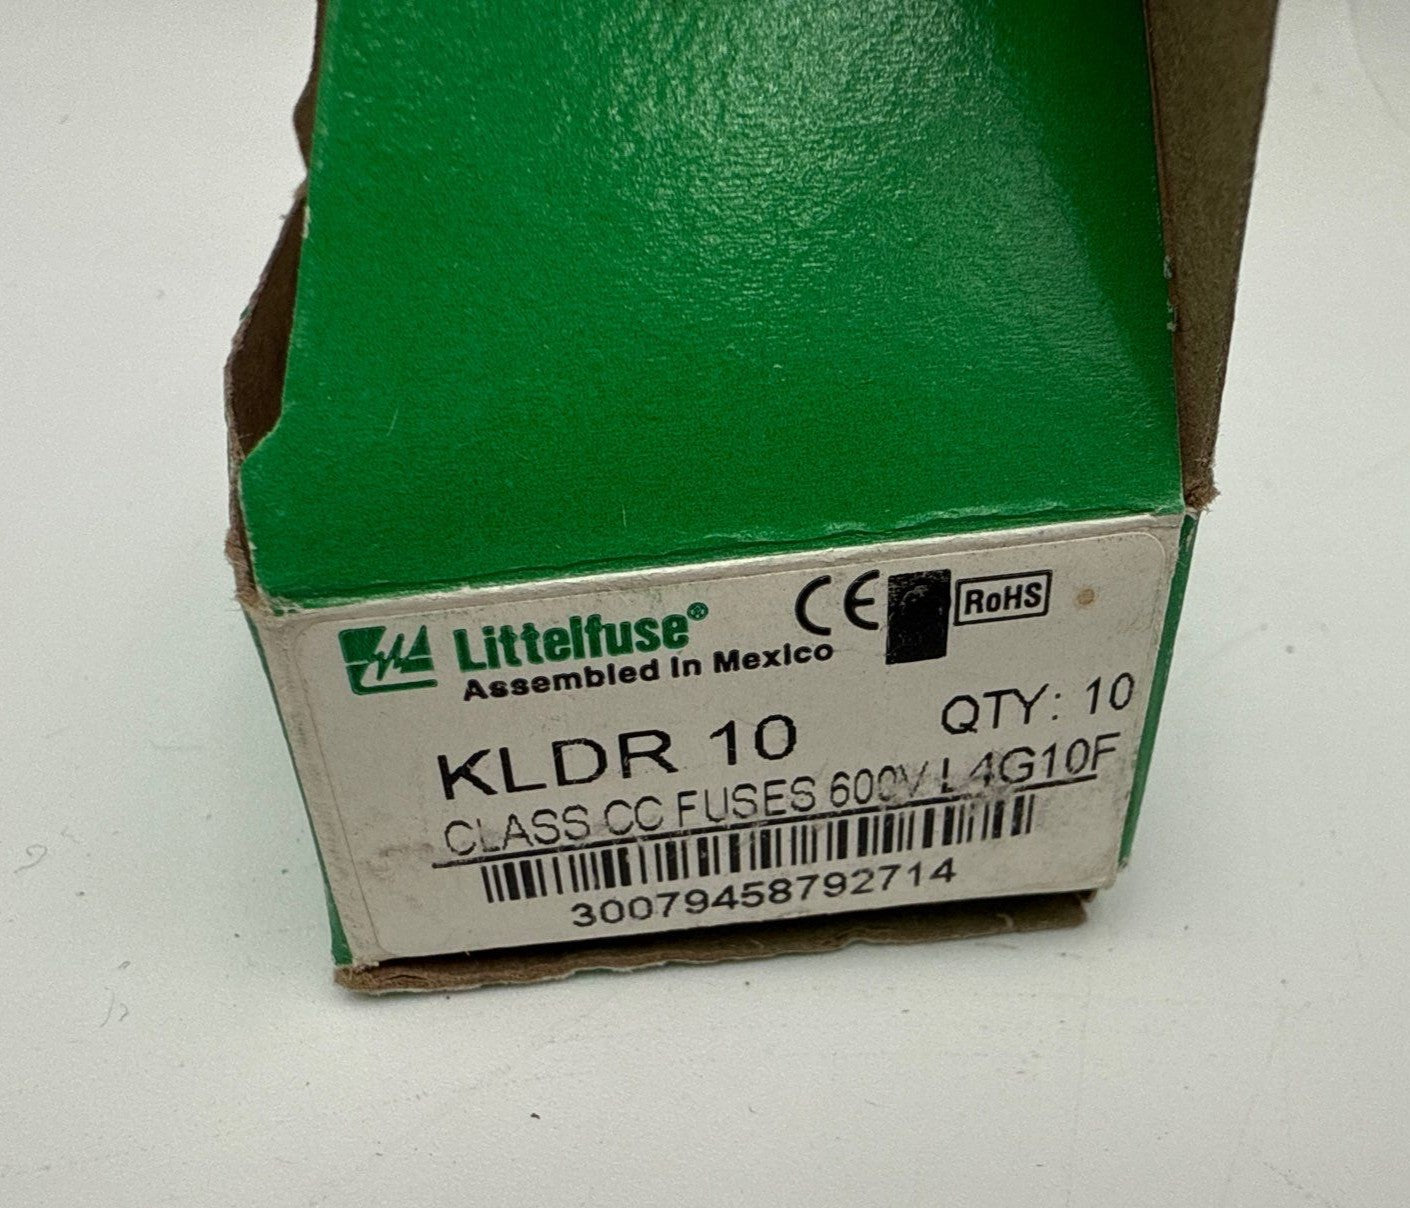 Littelfuse®
CE RoHS
Assembled In Mexico
KLDR 10
QTY: 10
CLASS CC FUSES 600V L4G10F
30079458792714